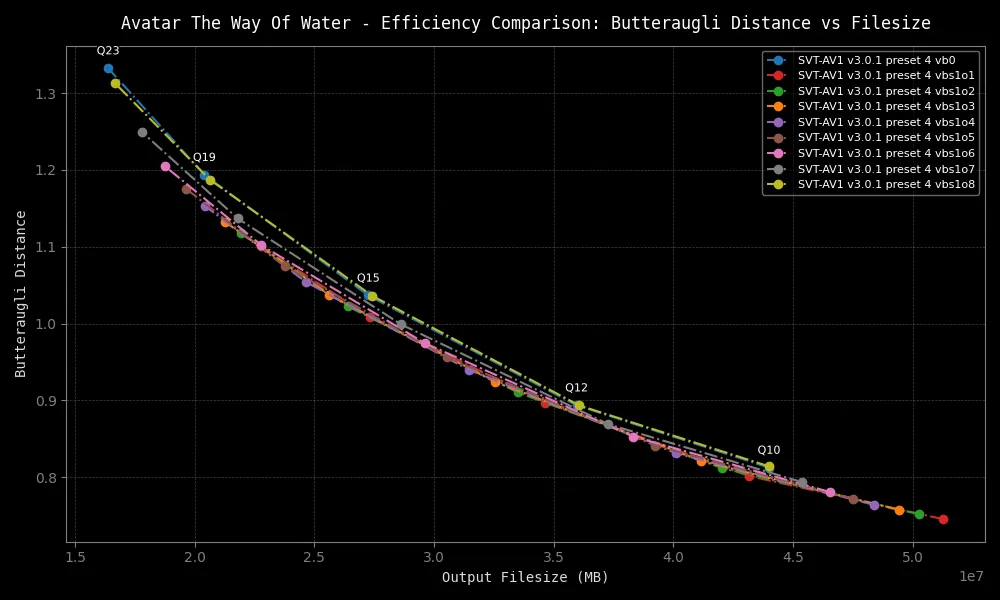 Avatar The Way Of Water - Efficiency Comparison: Butteraugli Distance vs Filesize
Q23
Q19
Q15
Q12
Q10
SVT-AV1 v3.0.1 preset 4 vb0
SVT-AV1 v3.0.1 preset 4 vbs1o1
SVT-AV1 v3.0.1 preset 4 vbs1o2
SVT-AV1 v3.0.1 preset 4 vbs1o3
SVT-AV1 v3.0.1 preset 4 vbs1o4
SVT-AV1 v3.0.1 preset 4 vbs1o5
SVT-AV1 v3.0.1 preset 4 vbs1o6
SVT-AV1 v3.0.1 preset 4 vbs1o7
SVT-AV1 v3.0.1 preset 4 vbs1o8
Butteraugli Distance
1.3
1.2
1.1
1.0
0.9
0.8
1.5 2.0 2.5 3.0 3.5 4.0 4.5 5.0
1e7
Output Filesize (MB)